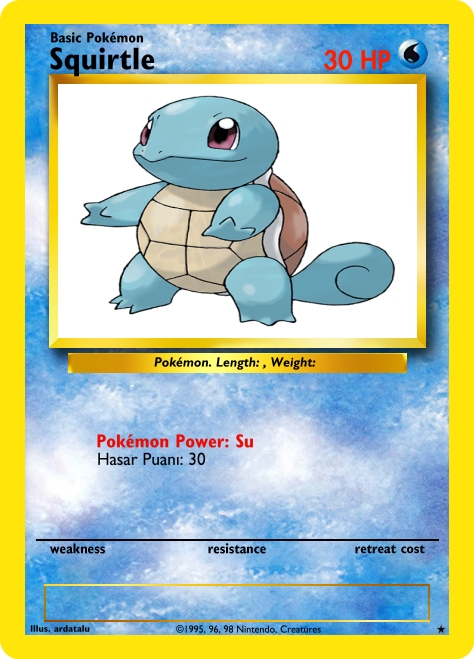 Basic Pokémon
Squirtle 30 HP
Pokémon. Length: , Weight:
Pokémon Power: Su
Hasar Puanı: 30
weakness resistance retreat cost
Illus. ardatalu ©1995, 96, 98 Nintendo, Creatures